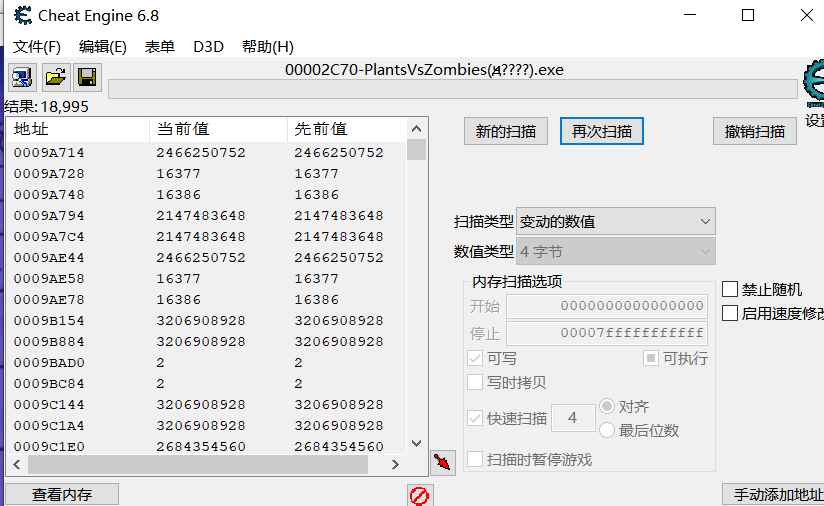 Cheat Engine 6.8
文件(F) 编辑(E) 表单 D3D 帮助(H)
00002C70-PlantsVsZombies(д????).exe
结果: 18,995
地址 当前值 先前值
0009A714 2466250752 2466250752
0009A728 16377 16377
0009A748 16386 16386
0009A794 2147483648 2147483648
0009A7C4 2147483648 2147483648
0009AE44 2466250752 2466250752
0009AE58 16377 16377
0009AE78 16386 16386
0009B154 3206908928 3206908928
0009B884 3206908928 3206908928
0009BAD0 2 2
0009BC84 2 2
0009C144 3206908928 3206908928
0009C1A4 3206908928 3206908928
0009C1E0 2684354560 2684354560
查看内存
新的扫描 再次扫描 撤销扫描
设
扫描类型 变动的数值
数值类型 4 字节
内存扫描选项
开始 0000000000000000
停止 00007fffffffffff
可写 可执行
写时拷贝
快速扫描 4 对齐
最后位数
扫描时暂停游戏
禁止随机
启用速度修改
手动添加地址